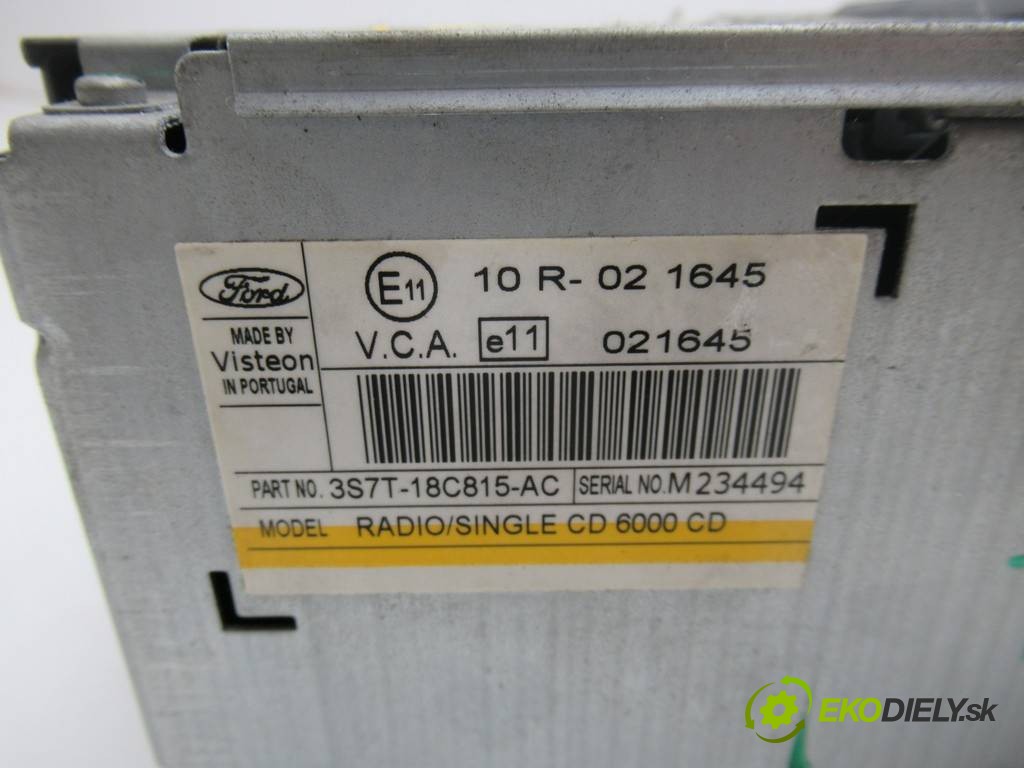 Ford
MADE BY
Visteon
IN PORTUGAL
E11 10 R- 02 1645
V.C.A. e11 021645
PART NO. 3S7T-18C815-AC SERIAL NO. M234494
MODEL RADIO/SINGLE CD 6000 CD
EKODIELY.sk